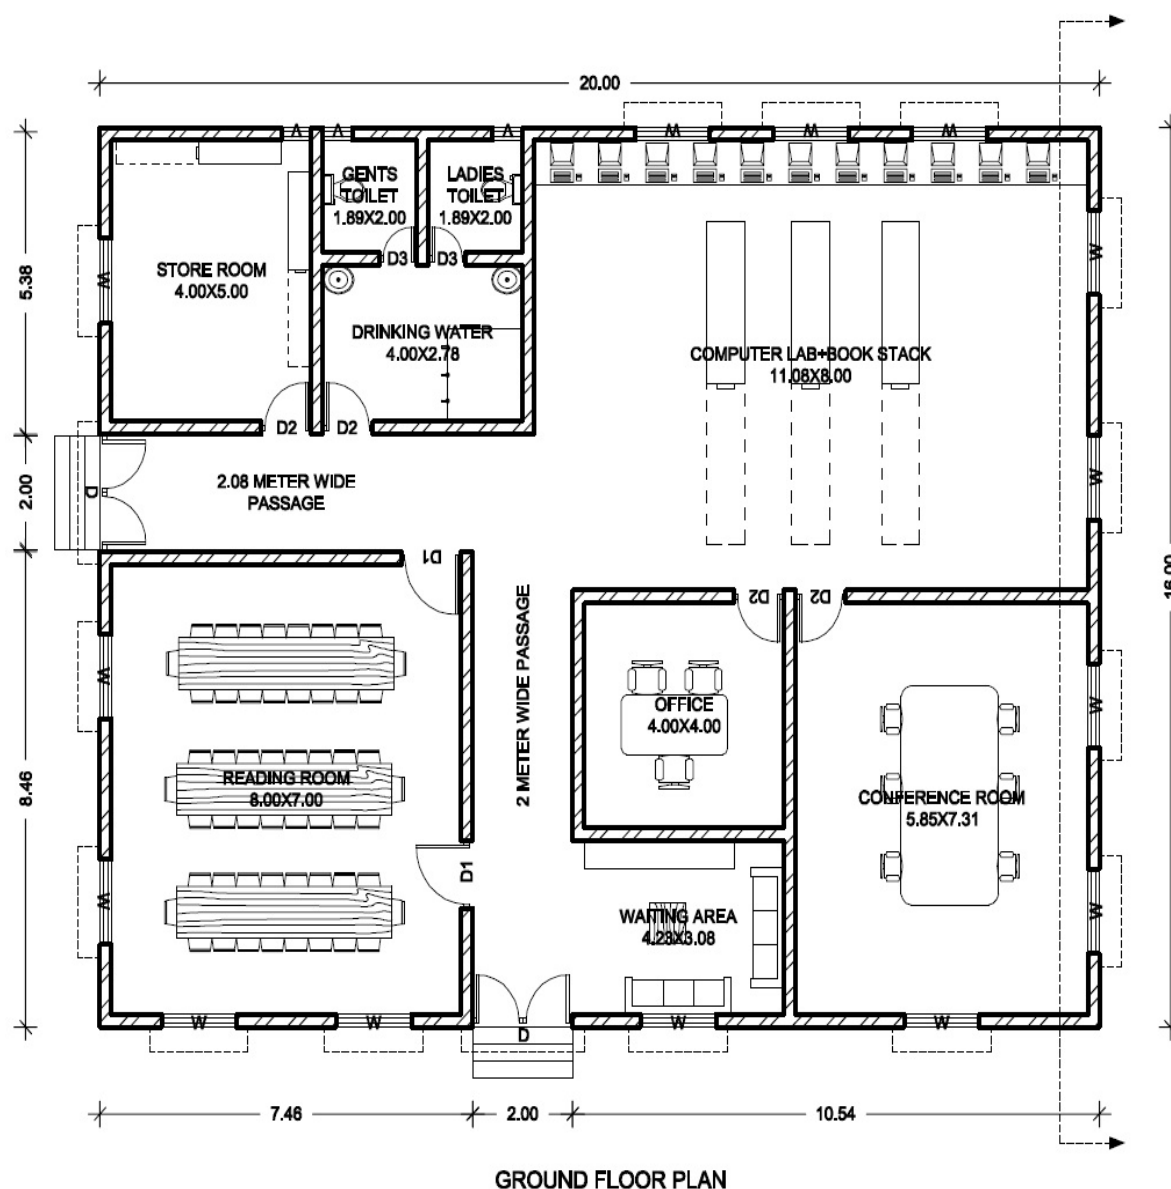 20.00
W
W
W
V
V
V
GENTS
TOILET
1.89X2.00
LADIES
TOILET
1.89X2.00
D3
D3
STORE ROOM
4.00X5.00
W
5.38
DRINKING WATER
4.00X2.78
COMPUTER LAB+BOOK STACK
11.08X8.00
W
W
D2
D2
2.00
D
2.08 METER WIDE
PASSAGE
D1
16.00
2 METER WIDE PASSAGE
D2
D2
W
OFFICE
4.00X4.00
W
8.46
READING ROOM
8.00X7.00
CONFERENCE ROOM
5.85X7.31
D1
W
WAITING AREA
4.23X3.08
W
W
W
D
W
W
7.46
2.00
10.54
GROUND FLOOR PLAN